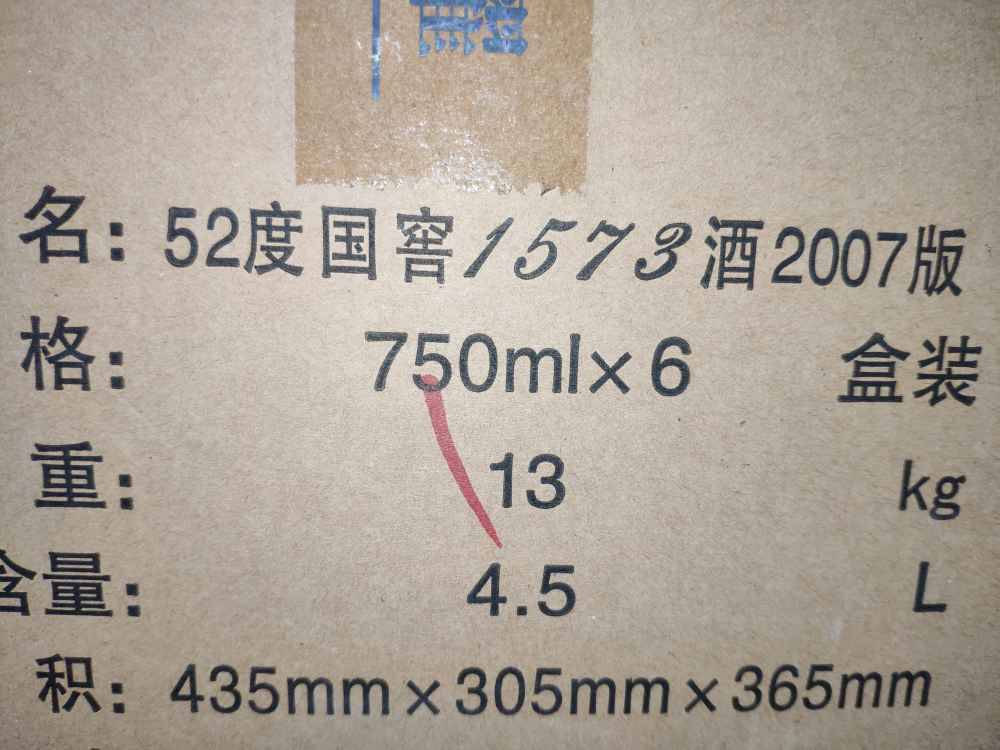 名: 52度国窖1573酒2007版
格: 750ml×6 盒装
重: 13 kg
含量: 4.5 L
积: 435mm×305mm×365mm